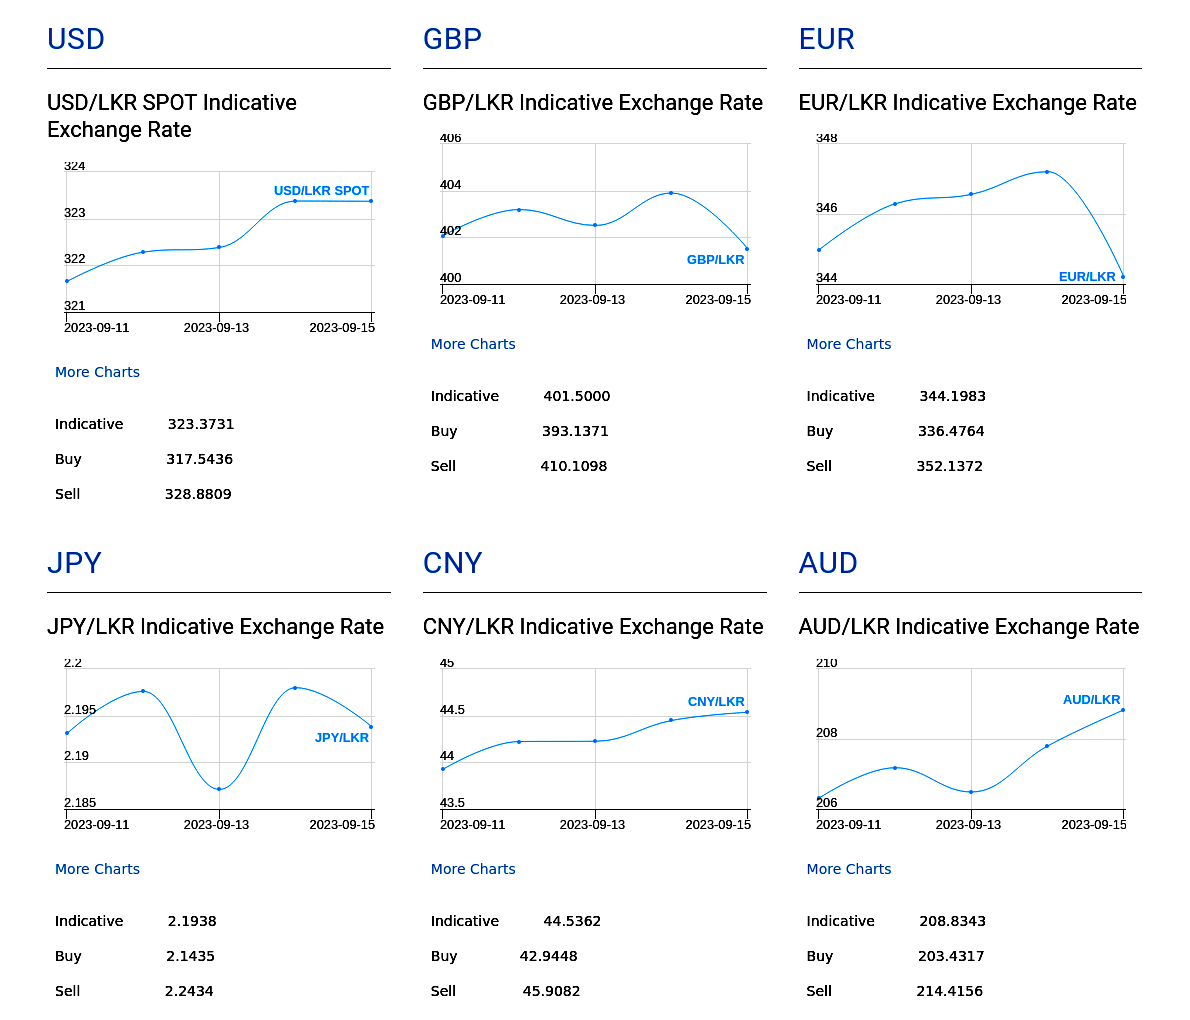 USD
USD/LKR SPOT Indicative
Exchange Rate
324
USD/LKR SPOT
323
322
321
2023-09-11 2023-09-13 2023-09-15
More Charts
Indicative 323.3731
Buy 317.5436
Sell 328.8809
GBP
GBP/LKR Indicative Exchange Rate
406
404
402
GBP/LKR
400
2023-09-11 2023-09-13 2023-09-15
More Charts
Indicative 401.5000
Buy 393.1371
Sell 410.1098
EUR
EUR/LKR Indicative Exchange Rate
348
346
344 EUR/LKR
2023-09-11 2023-09-13 2023-09-15
More Charts
Indicative 344.1983
Buy 336.4764
Sell 352.1372
JPY
JPY/LKR Indicative Exchange Rate
2.2
2.195
JPY/LKR
2.19
2.185
2023-09-11 2023-09-13 2023-09-15
More Charts
Indicative 2.1938
Buy 2.1435
Sell 2.2434
CNY
CNY/LKR Indicative Exchange Rate
45
CNY/LKR
44.5
44
43.5
2023-09-11 2023-09-13 2023-09-15
More Charts
Indicative 44.5362
Buy 42.9448
Sell 45.9082
AUD
AUD/LKR Indicative Exchange Rate
210
AUD/LKR
208
206
2023-09-11 2023-09-13 2023-09-15
More Charts
Indicative 208.8343
Buy 203.4317
Sell 214.4156